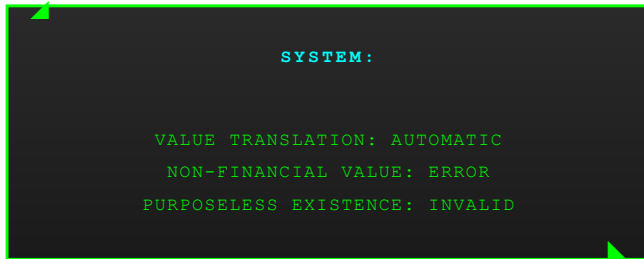 SYSTEM:
VALUE TRANSLATION: AUTOMATIC
NON-FINANCIAL VALUE: ERROR
PURPOSELESS EXISTENCE: INVALID